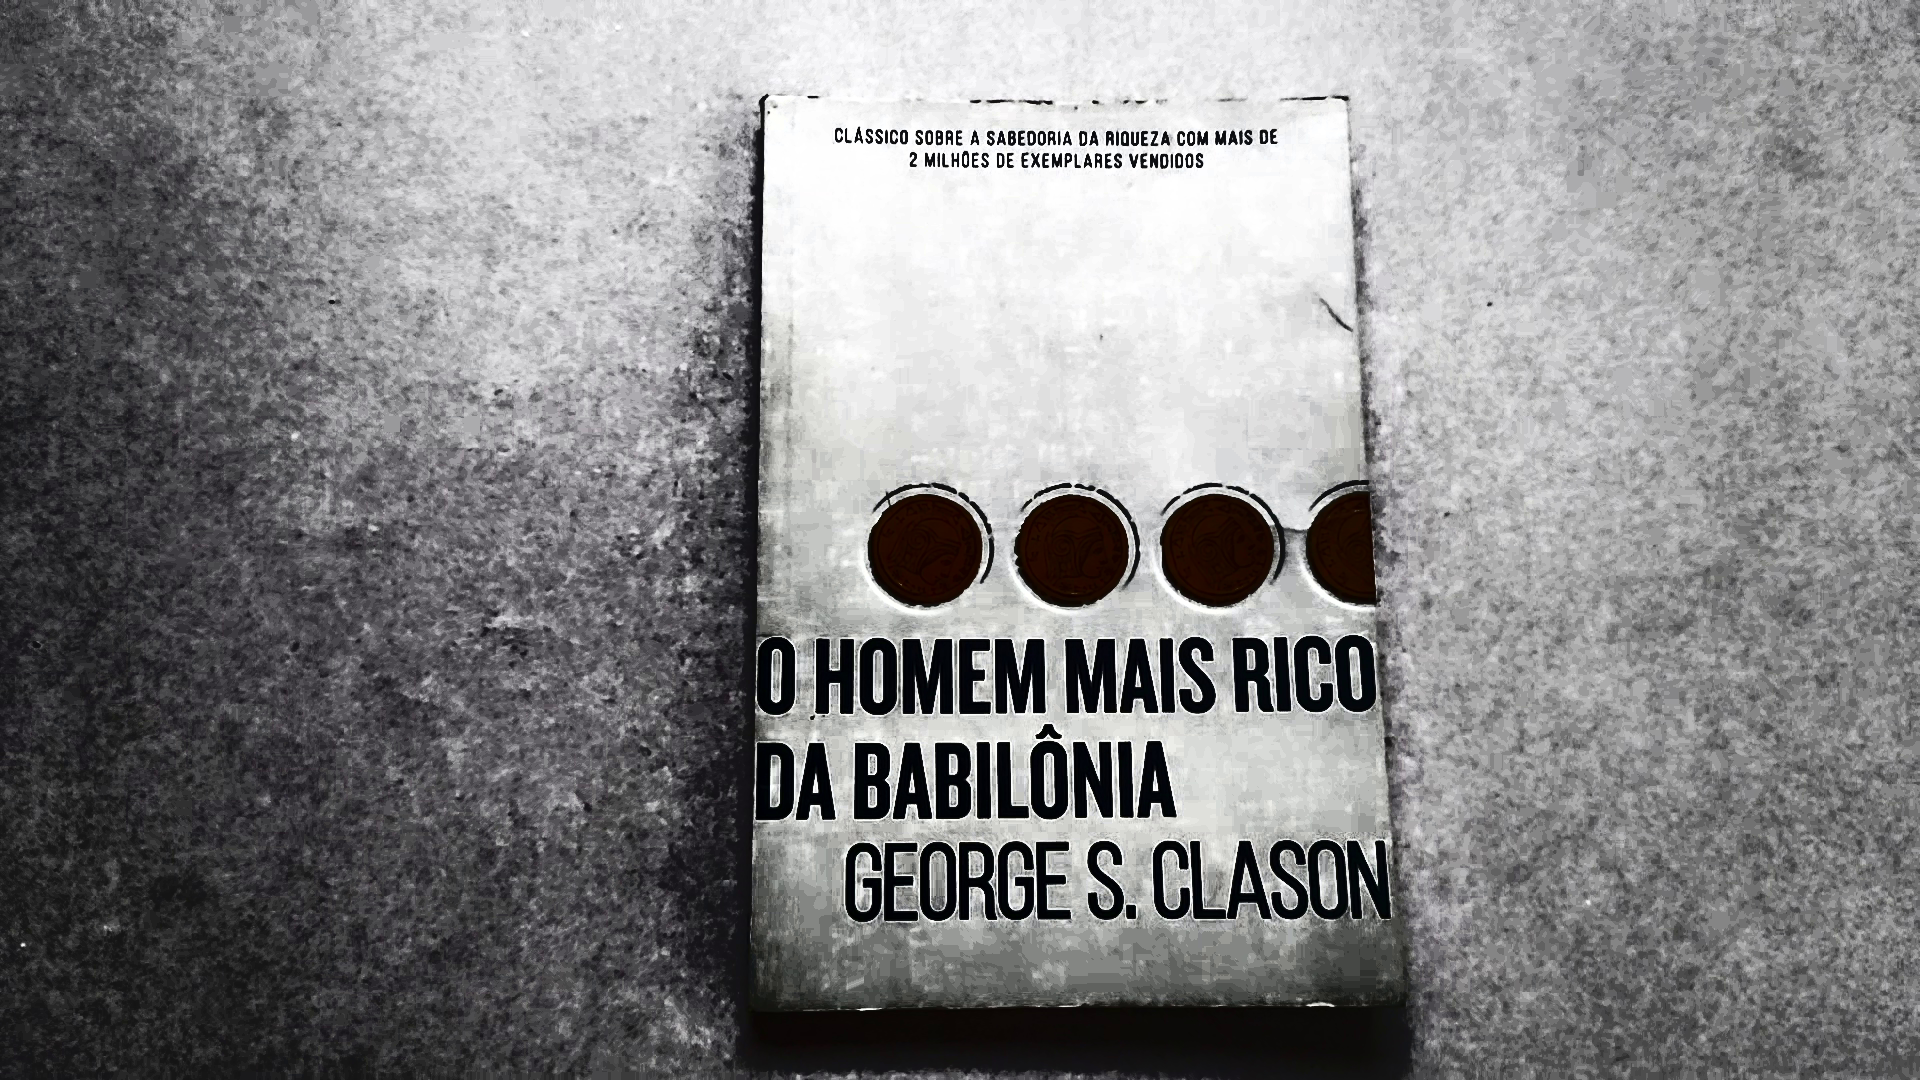 CLÁSSICO SOBRE A SABEDORIA DA RIQUEZA COM MAIS DE
2 MILHÕES DE EXEMPLARES VENDIDOS
O HOMEM MAIS RICO
DA BABILÔNIA
GEORGE S. CLASON